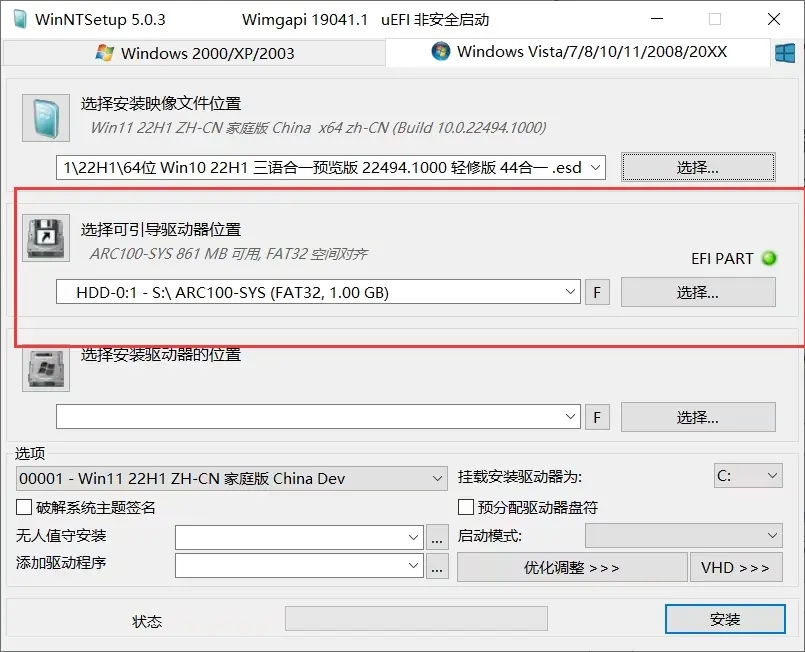 WinNTSetup 5.0.3 Wimgapi 19041.1 uEFI 非安全启动
Windows 2000/XP/2003
Windows Vista/7/8/10/11/2008/20XX
选择安装映像文件位置
Win11 22H1 ZH-CN 家庭版 China x64 zh-CN (Build 10.0.22494.1000)
1\22H1\64位 Win10 22H1 三语合一预览版 22494.1000 轻修版 44合一 .esd
选择...
选择可引导驱动器位置
ARC100-SYS 861 MB 可用, FAT32 空间对齐
EFI PART
HDD-0:1 - S:\ ARC100-SYS (FAT32, 1.00 GB)
F
选择...
选择安装驱动器的位置
F
选择...
选项
00001 - Win11 22H1 ZH-CN 家庭版 China Dev
挂载安装驱动器为:
C:
破解系统主题签名
预分配驱动器盘符
无人值守安装
...
启动模式:
添加驱动程序
...
优化调整 >>>
VHD >>>
状态
安装